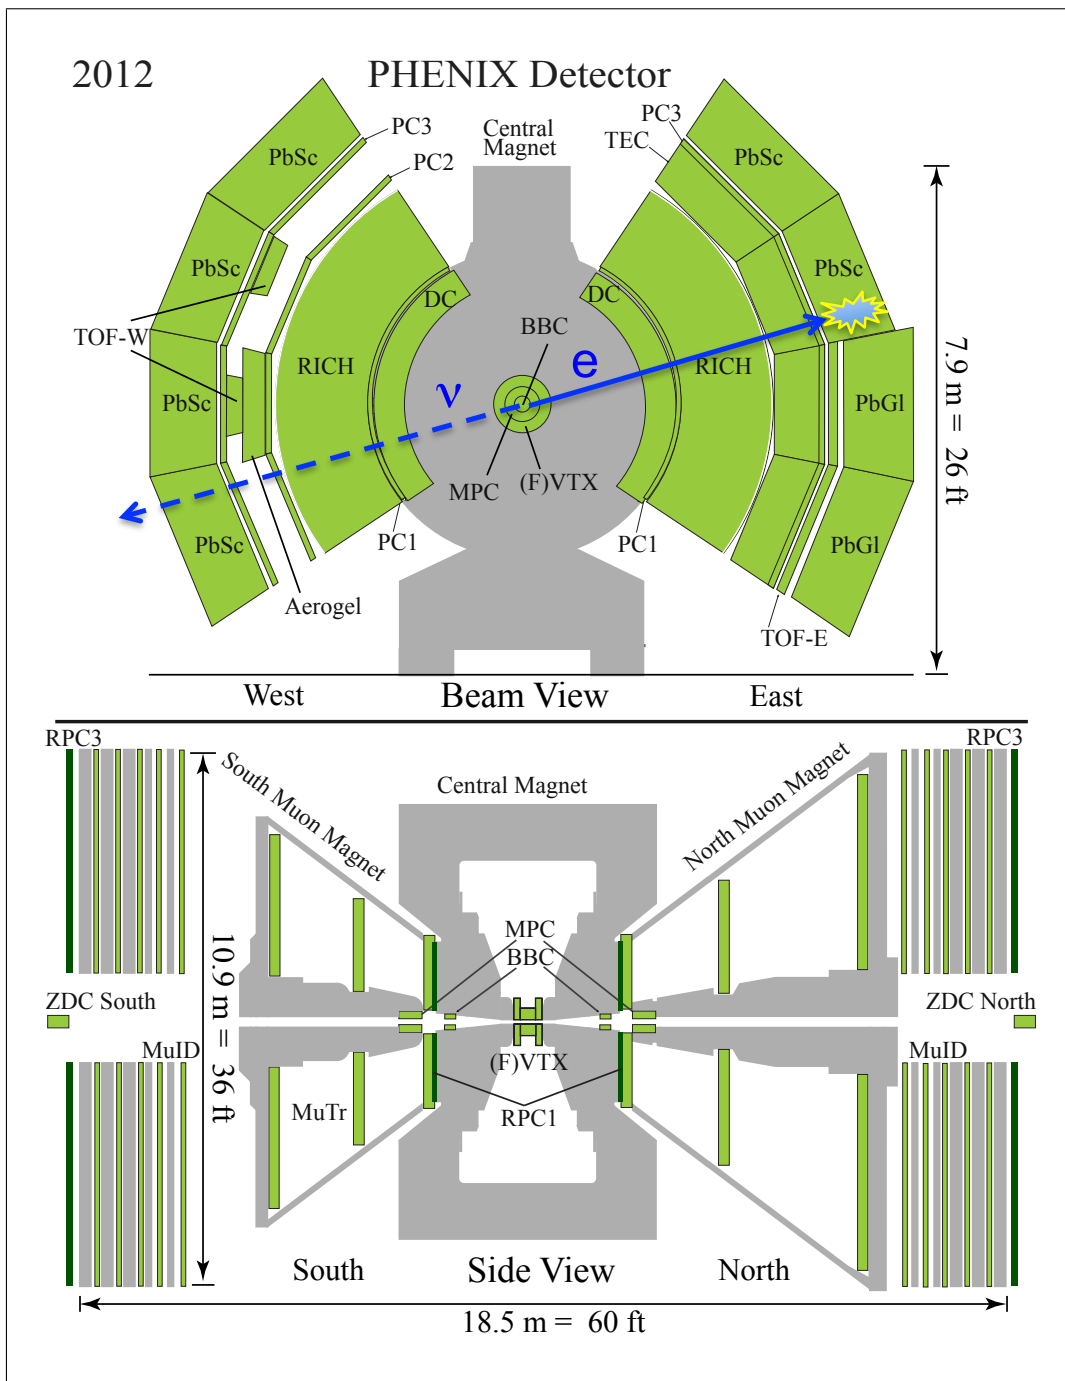 2012
PHENIX Detector
Central
Magnet
PC3
PC2
PC3
TEC
PbSc
PbSc
PbSc
PbSc
TOF-W
DC
DC
BBC
RICH
RICH
ν
e
PbSc
PbGl
MPC
(F)VTX
PC1
PC1
PbSc
PbGl
Aerogel
TOF-E
7.9 m = 26 ft
West
Beam View
East
RPC3
RPC3
South Muon Magnet
Central Magnet
North Muon Magnet
MPC
BBC
10.9 m = 36 ft
ZDC South
ZDC North
MuID
MuID
(F)VTX
MuTr
RPC1
South
Side View
North
18.5 m = 60 ft